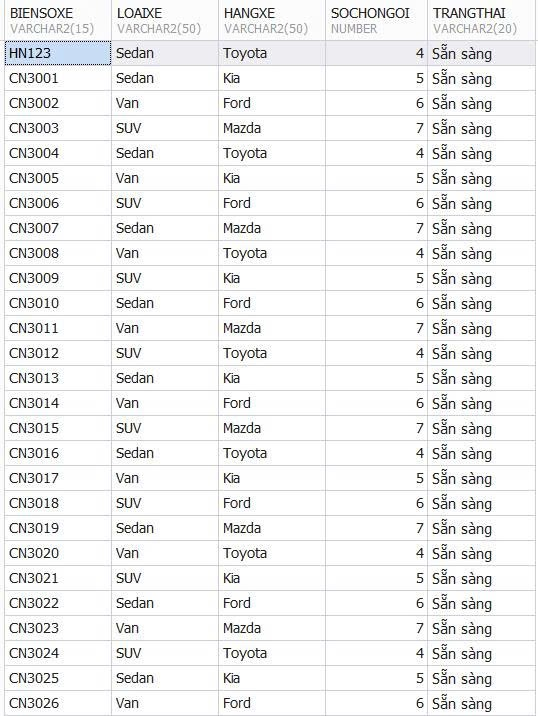 BIENSOXE LOAIXE HANGXE SOCHONGOI TRANGTHAI
VARCHAR2(15) VARCHAR2(50) VARCHAR2(50) NUMBER VARCHAR2(20)
HN123 Sedan Toyota 4 Sẵn sàng
CN3001 Sedan Kia 5 Sẵn sàng
CN3002 Van Ford 6 Sẵn sàng
CN3003 SUV Mazda 7 Sẵn sàng
CN3004 Sedan Toyota 4 Sẵn sàng
CN3005 Van Kia 5 Sẵn sàng
CN3006 SUV Ford 6 Sẵn sàng
CN3007 Sedan Mazda 7 Sẵn sàng
CN3008 Van Toyota 4 Sẵn sàng
CN3009 SUV Kia 5 Sẵn sàng
CN3010 Sedan Ford 6 Sẵn sàng
CN3011 Van Mazda 7 Sẵn sàng
CN3012 SUV Toyota 4 Sẵn sàng
CN3013 Sedan Kia 5 Sẵn sàng
CN3014 Van Ford 6 Sẵn sàng
CN3015 SUV Mazda 7 Sẵn sàng
CN3016 Sedan Toyota 4 Sẵn sàng
CN3017 Van Kia 5 Sẵn sàng
CN3018 SUV Ford 6 Sẵn sàng
CN3019 Sedan Mazda 7 Sẵn sàng
CN3020 Van Toyota 4 Sẵn sàng
CN3021 SUV Kia 5 Sẵn sàng
CN3022 Sedan Ford 6 Sẵn sàng
CN3023 Van Mazda 7 Sẵn sàng
CN3024 SUV Toyota 4 Sẵn sàng
CN3025 Sedan Kia 5 Sẵn sàng
CN3026 Van Ford 6 Sẵn sàng